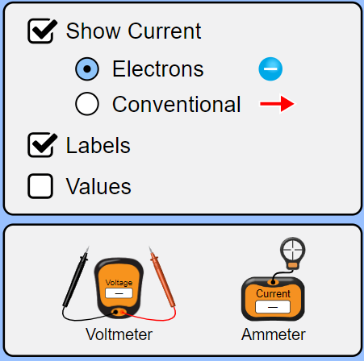 Show Current
Electrons
Conventional
Labels
Values
Voltage
Current
Voltmeter
Ammeter